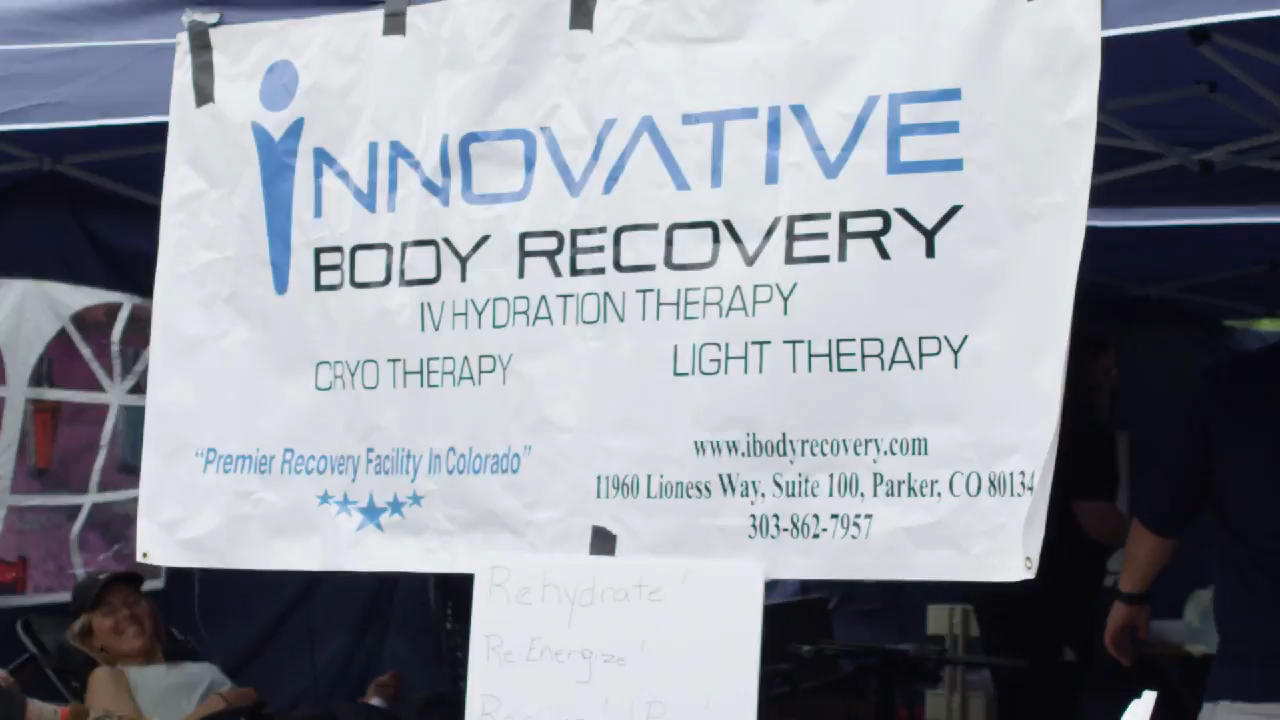 iNNOVATIVE
BODY RECOVERY
IV HYDRATION THERAPY
CRYO THERAPY
LIGHT THERAPY
"Premier Recovery Facility In Colorado"
www.ibodyrecovery.com
11960 Lioness Way, Suite 100, Parker, CO 80134
303-862-7957
Rehydrate
Re Energize